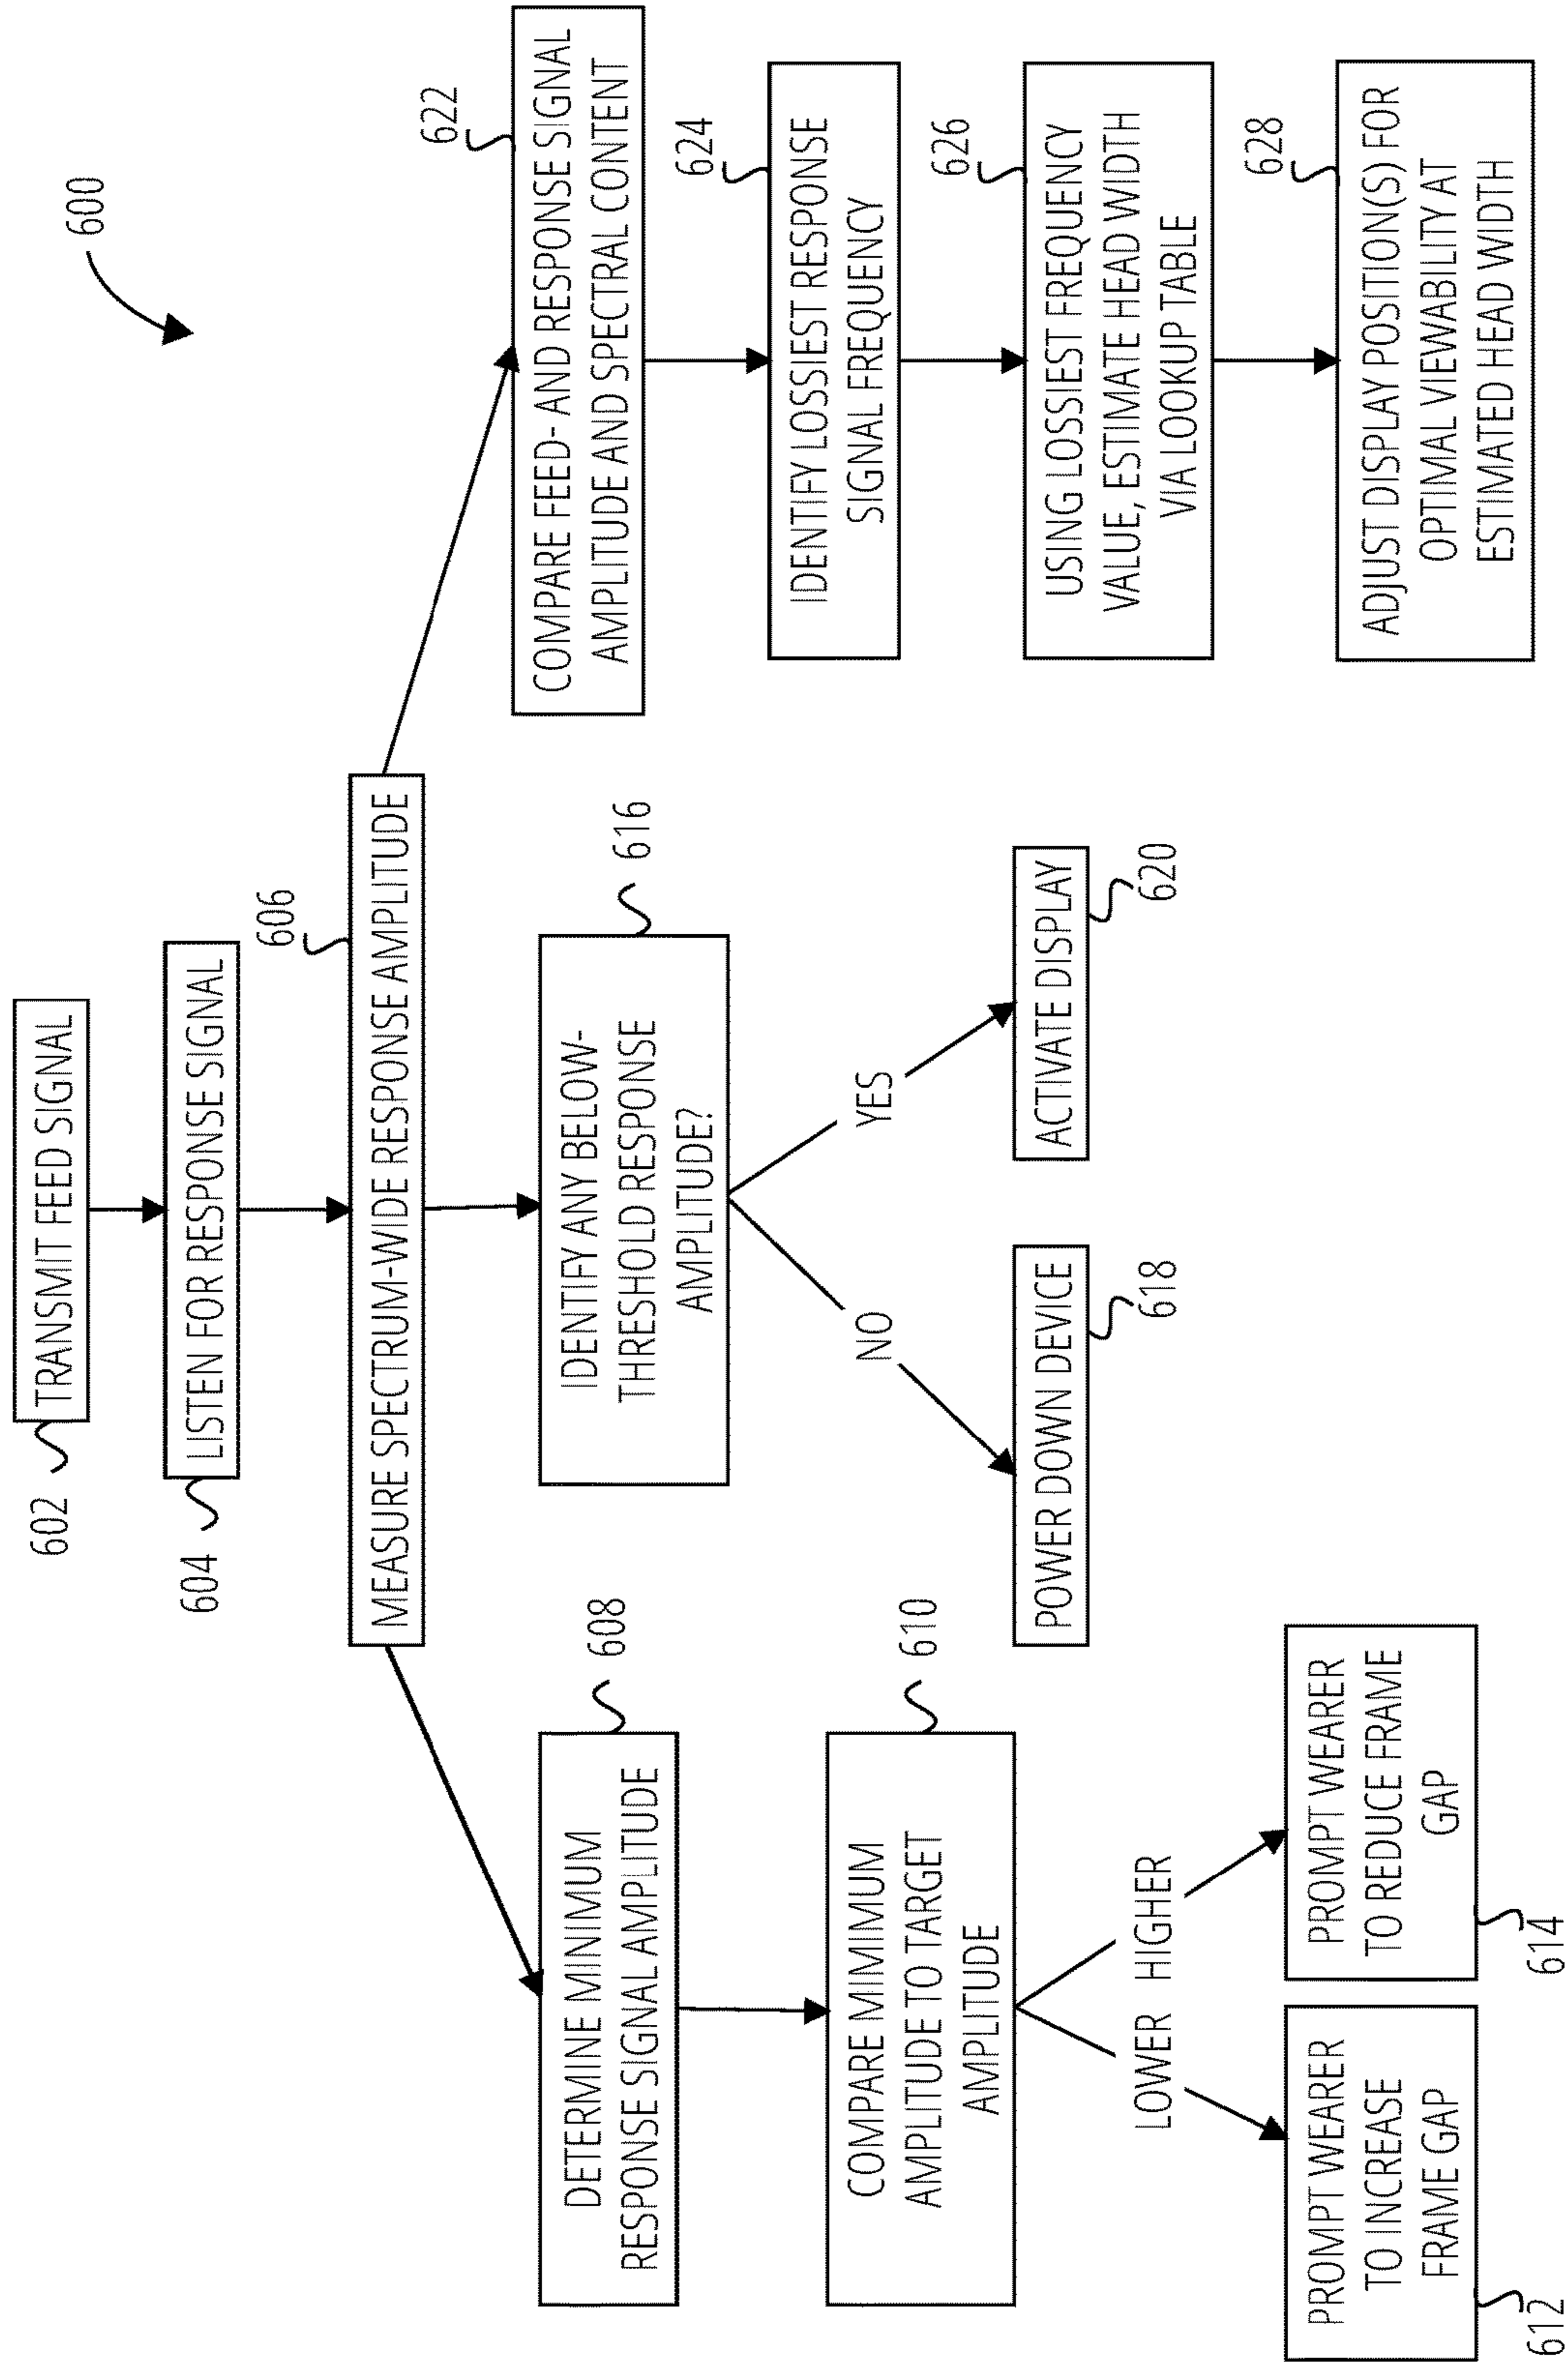 600
602
TRANSMIT FEED SIGNAL
604
LISTEN FOR RESPONSE SIGNAL
606
MEASURE SPECTRUM-WIDE RESPONSE AMPLITUDE
608
DETERMINE MINIMUM
RESPONSE SIGNAL AMPLITUDE
610
COMPARE MIMIMUM
AMPLITUDE TO TARGET
AMPLITUDE
LOWER
HIGHER
PROMPT WEARER
TO INCREASE
FRAME GAP
612
PROMPT WEARER
TO REDUCE FRAME
GAP
614
616
IDENTIFY ANY BELOW-
THRESHOLD RESPONSE
AMPLITUDE?
NO
YES
POWER DOWN DEVICE
618
ACTIVATE DISPLAY
620
622
COMPARE FEED- AND RESPONSE SIGNAL
AMPLITUDE AND SPECTRAL CONTENT
624
IDENTIFY LOSSIEST RESPONSE
SIGNAL FREQUENCY
626
USING LOSSIEST FREQUENCY
VALUE, ESTIMATE HEAD WIDTH
VIA LOOKUP TABLE
628
ADJUST DISPLAY POSITION(S) FOR
OPTIMAL VIEWABILITY AT
ESTIMATED HEAD WIDTH